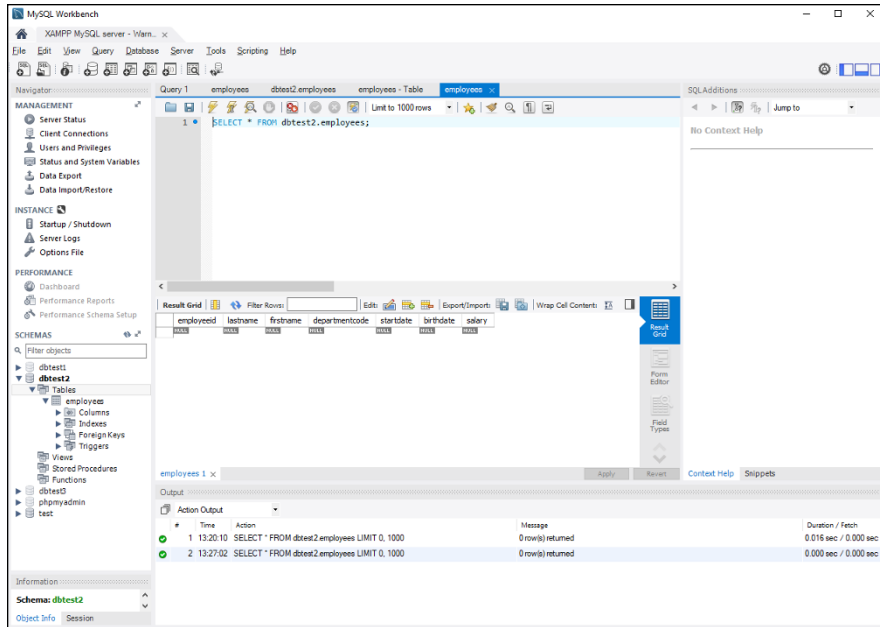 MySQL Workbench
XAMPP MySQL server - Warn... ×
File Edit View Query Database Server Tools Scripting Help
Navigator
MANAGEMENT
Server Status
Client Connections
Users and Privileges
Status and System Variables
Data Export
Data Import/Restore
INSTANCE
Startup / Shutdown
Server Logs
Options File
PERFORMANCE
Dashboard
Performance Reports
Performance Schema Setup
SCHEMAS
Filter objects
dbtest1
dbtest2
Tables
employees
Columns
Indexes
Foreign Keys
Triggers
Views
Stored Procedures
Functions
dbtest3
phpmyadmin
test
Information
Schema: dbtest2
Object Info Session
Query 1 employees dbtest2.employees employees - Table employees ×
Limit to 1000 rows
1 SELECT * FROM dbtest2.employees;
Result Grid Filter Rows: Edit: Export/Import: Wrap Cell Content:
employeeid lastname firstname departmentcode startdate birthdate salary
NULL NULL NULL NULL NULL NULL NULL
Result
Grid
Form
Editor
Field
Types
employees 1 × Apply Revert
SQLAdditions
Jump to
No Context Help
Context Help Snippets
Output
Action Output
# Time Action Message Duration / Fetch
1 13:20:10 SELECT * FROM dbtest2.employees LIMIT 0, 1000 0 row(s) returned 0.016 sec / 0.000 sec
2 13:27:02 SELECT * FROM dbtest2.employees LIMIT 0, 1000 0 row(s) returned 0.000 sec / 0.000 sec